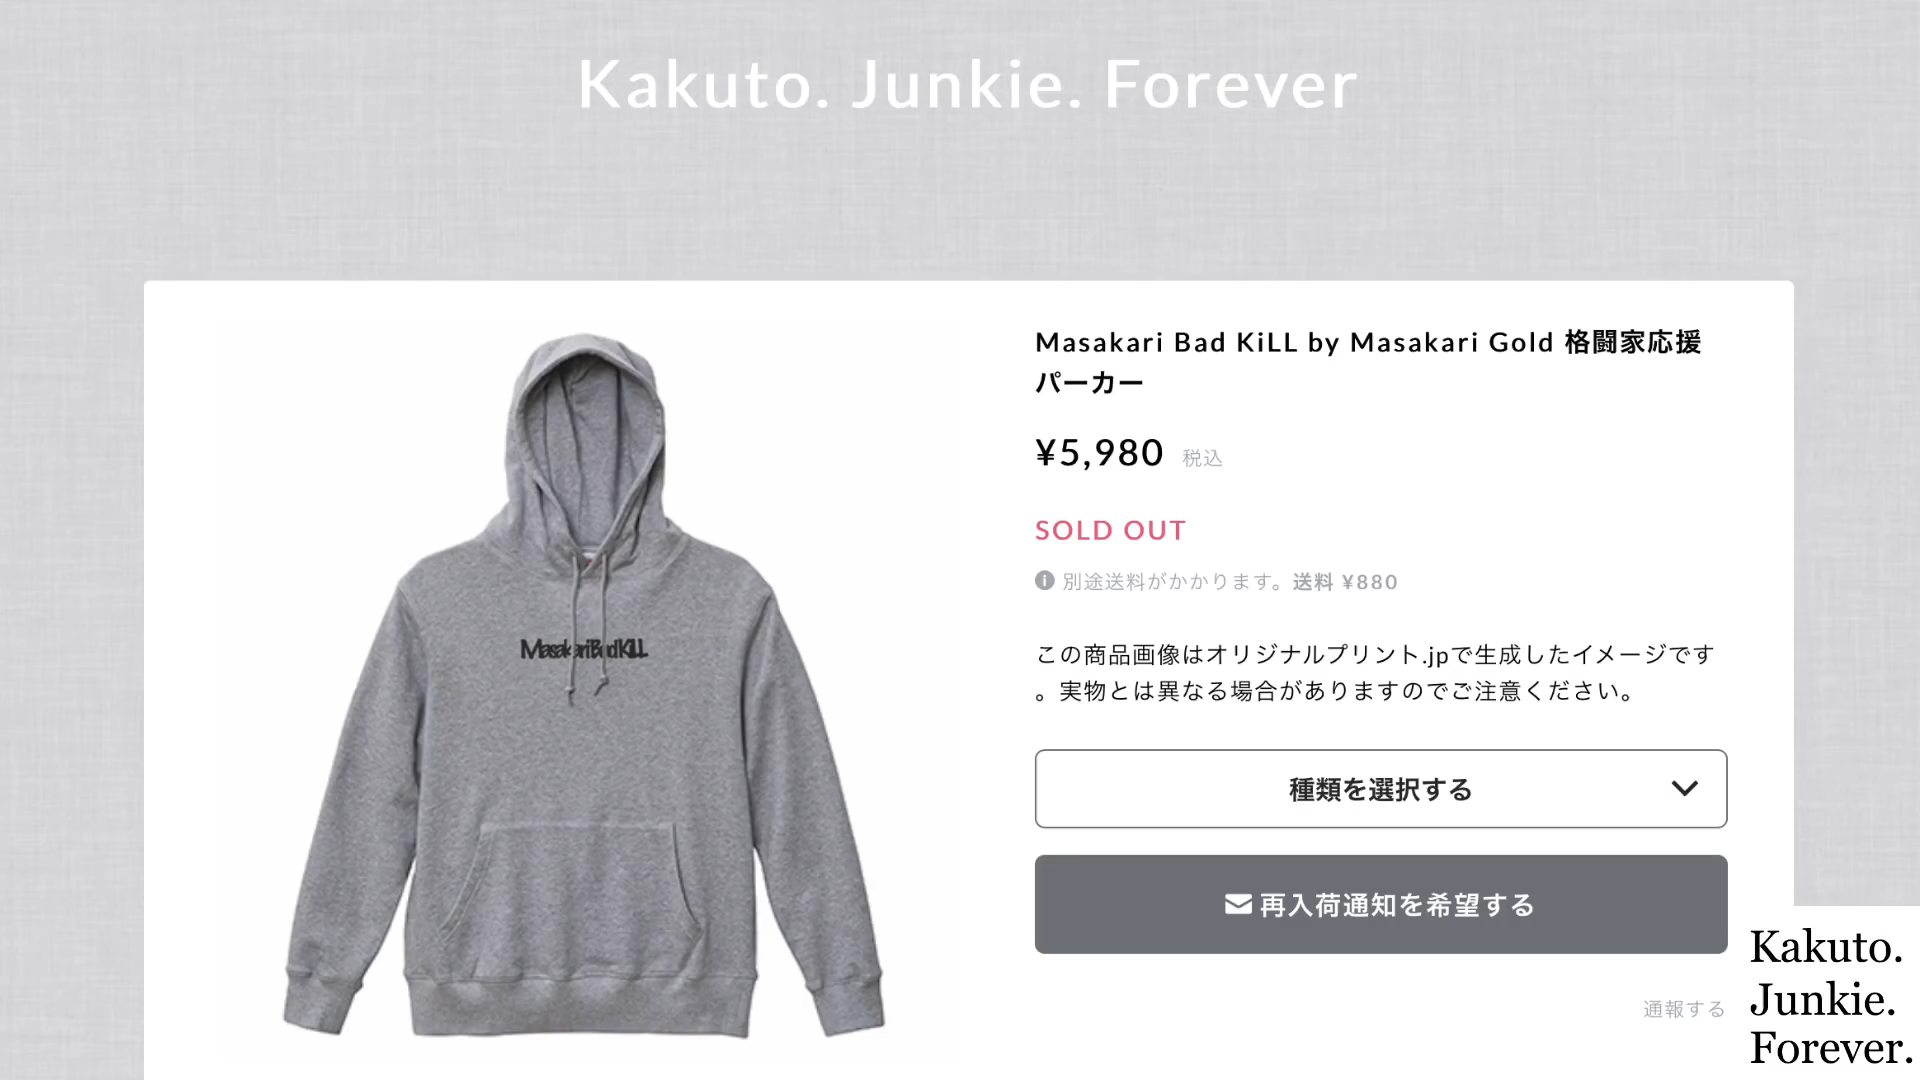 Kakuto. Junkie. Forever
Masakari Bad KiLL by Masakari Gold 格闘家応援
パーカー
¥5,980 税込
SOLD OUT
別途送料がかかります。送料 ¥880
この商品画像はオリジナルプリント.jpで生成したイメージです
。実物とは異なる場合がありますのでご注意ください。
種類を選択する
再入荷通知を希望する
通報する
MasakariBadKiLL
Kakuto.
Junkie.
Forever.